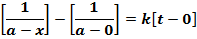 [1/(a − x)] − [1/(a − 0)] = k[t − 0]